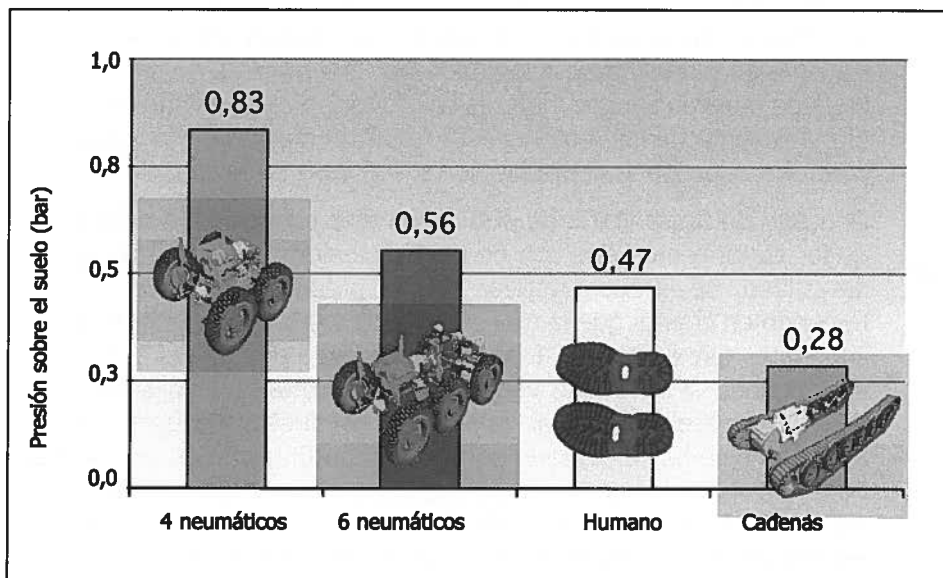 1,0
0,8
0,5
0,3
0,0
Presión sobre el suelo (bar)
0,83
0,56
0,47
0,28
4 neumáticos
6 neumáticos
Humano
Cadenas